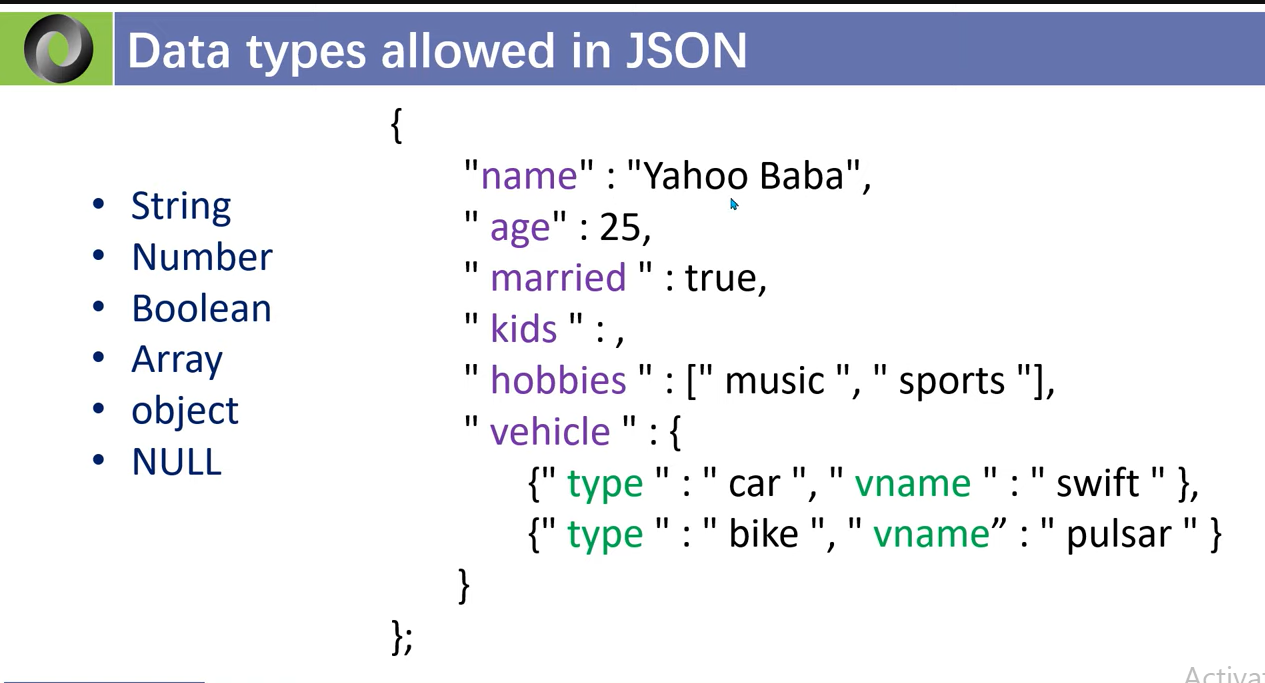 Data types allowed in JSON
• String
• Number
• Boolean
• Array
• object
• NULL
{
"name" : "Yahoo Baba",
" age" : 25,
" married " : true,
" kids " : ,
" hobbies " : [" music ", " sports "],
" vehicle " : {
{" type " : " car ", " vname " : " swift " },
{" type " : " bike ", " vname” : " pulsar " }
}
};